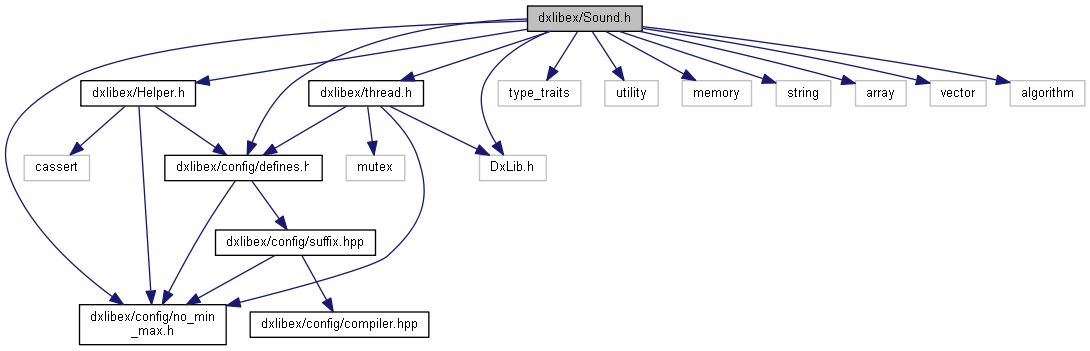 dxlibex/Sound.h
dxlibex/Helper.h
dxlibex/thread.h
type_traits
utility
memory
string
array
vector
algorithm
cassert
dxlibex/config/defines.h
mutex
DxLib.h
dxlibex/config/suffix.hpp
dxlibex/config/no_min
_max.h
dxlibex/config/compiler.hpp